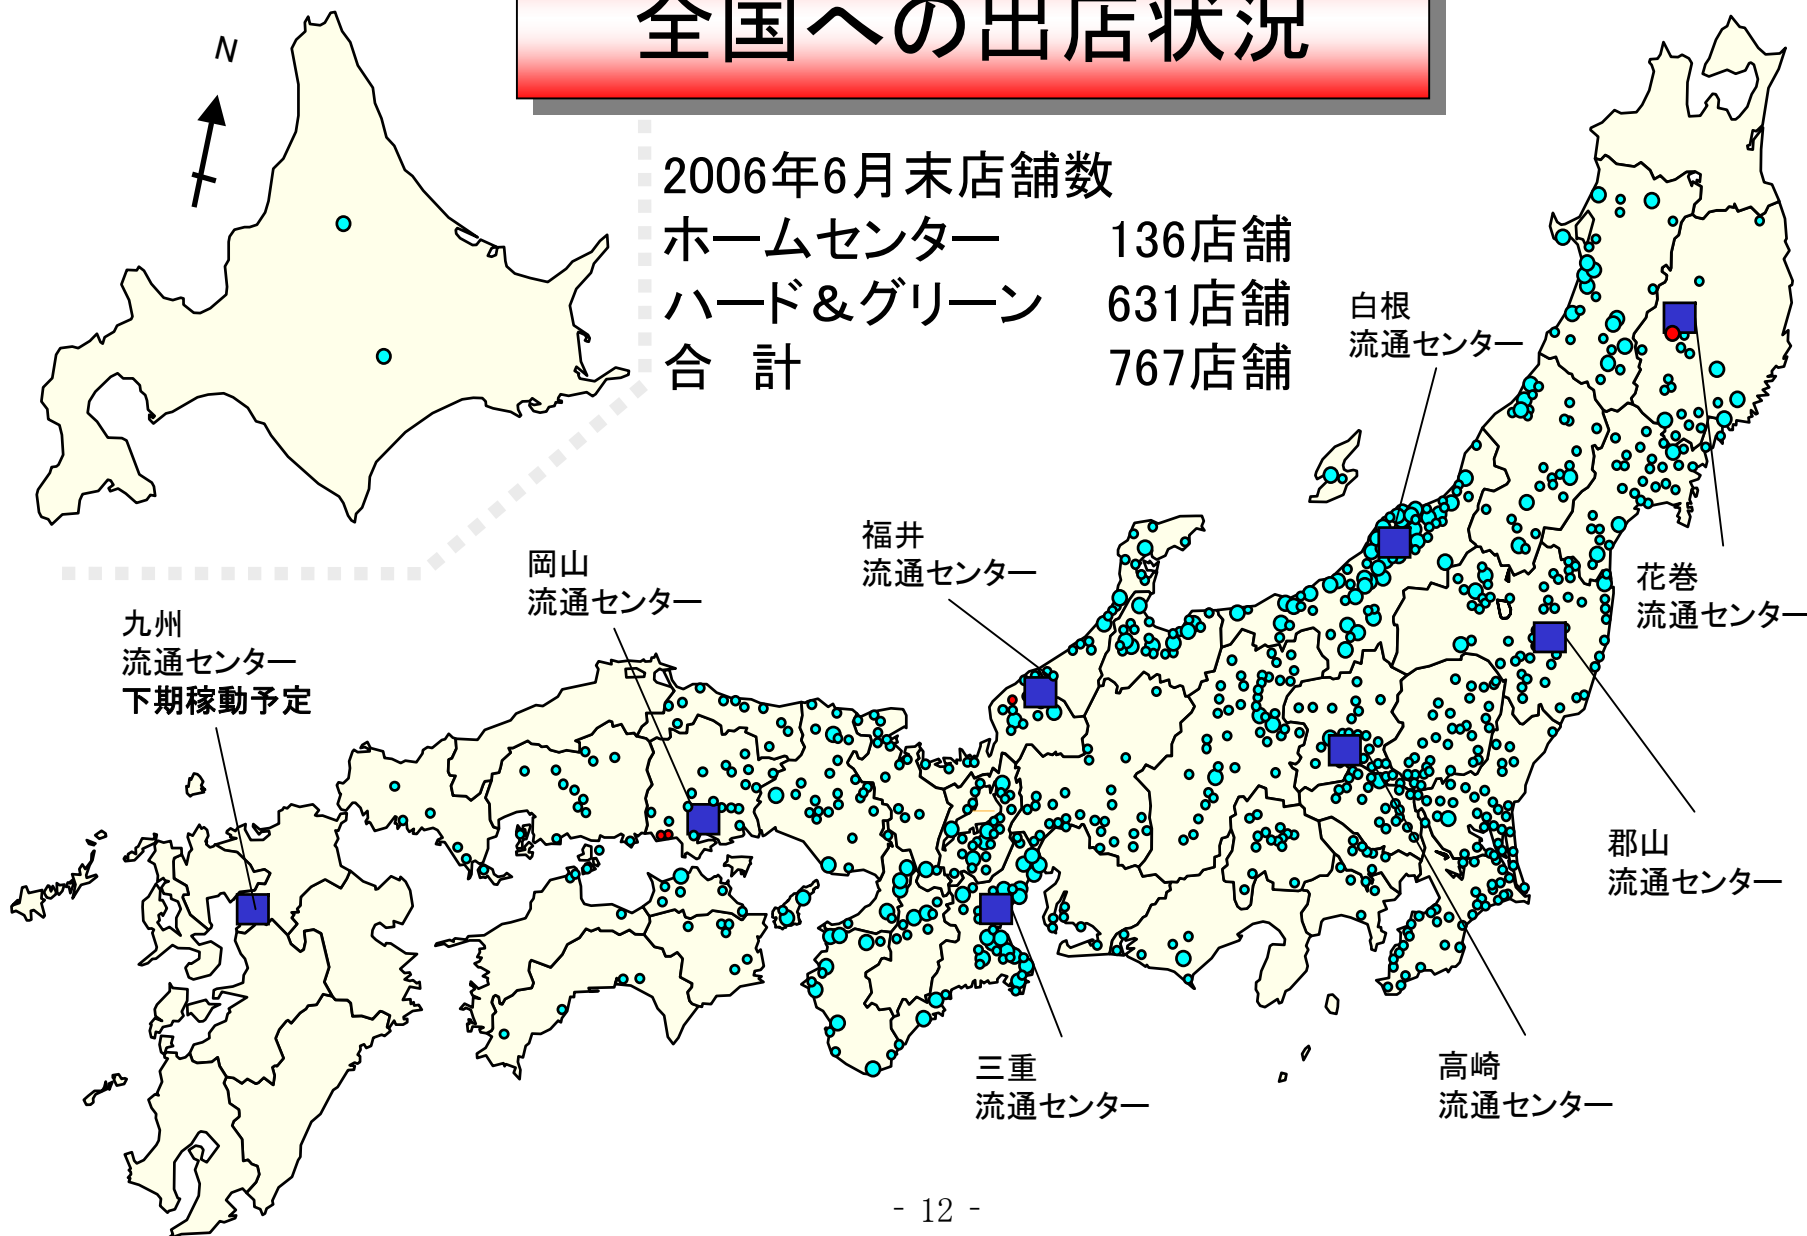 全国への出店状況
N
2006年6月末店舗数
ホームセンター 136店舗
ハード&グリーン 631店舗
合 計 767店舗
白根
流通センター
福井
流通センター
岡山
流通センター
花巻
流通センター
九州
流通センター
下期稼動予定
郡山
流通センター
三重
流通センター
高崎
流通センター
- 12 -